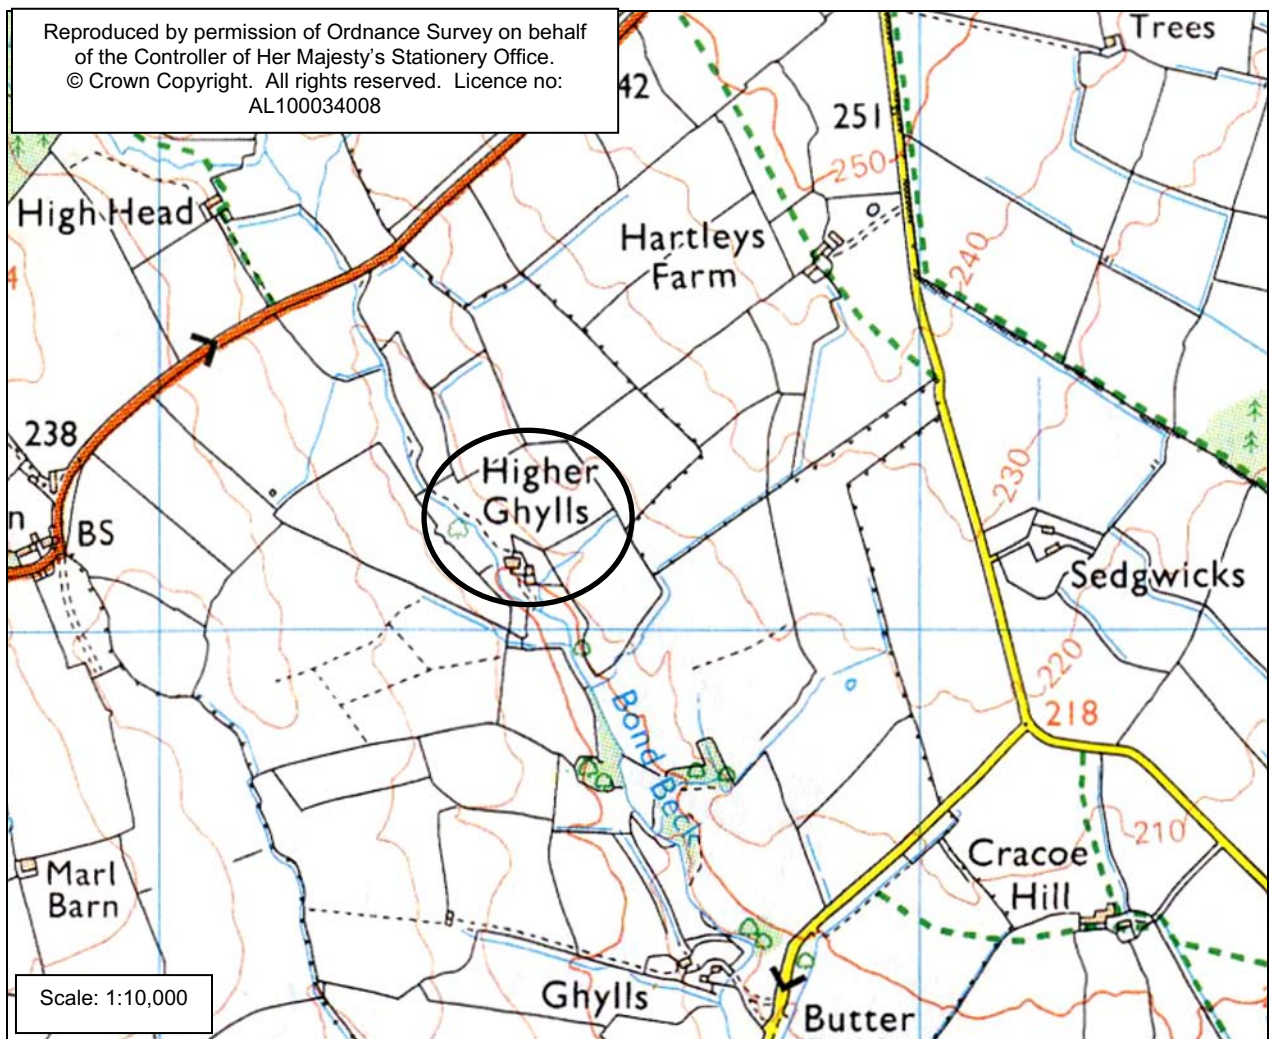 Reproduced by permission of Ordnance Survey on behalf
of the Controller of Her Majesty’s Stationery Office.
© Crown Copyright. All rights reserved. Licence no:
AL100034008
Trees
42
251
250
High Head
Hartleys
Farm
240
4
238
Higher
Ghylls
230
n
BS
Sedgwicks
220
218
Bond Beck
210
Cracoe
Hill
Marl
Barn
Scale: 1:10,000
Ghylls
Butter